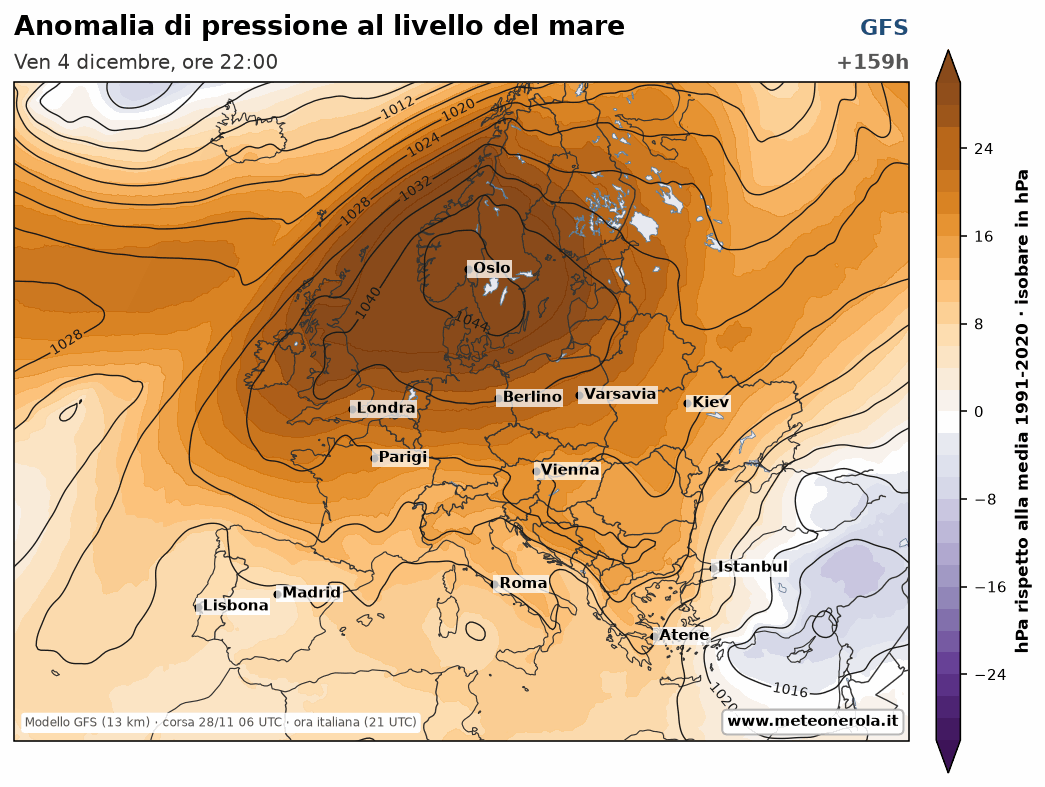 Anomalia di pressione al livello del mare
GFS
Ven 4 dicembre, ore 22:00
+159h
1012
1020
1024
1032
1028
1040
1044
1028
Oslo
Londra
Berlino
Varsavia
Kiev
Parigi
Vienna
Istanbul
Roma
Madrid
Lisbona
Atene
1016
1020
24
16
8
0
−8
−16
−24
hPa rispetto alla media 1991-2020 · isobare in hPa
Modello GFS (13 km) · corsa 28/11 06 UTC · ora italiana (21 UTC)
www.meteonerola.it